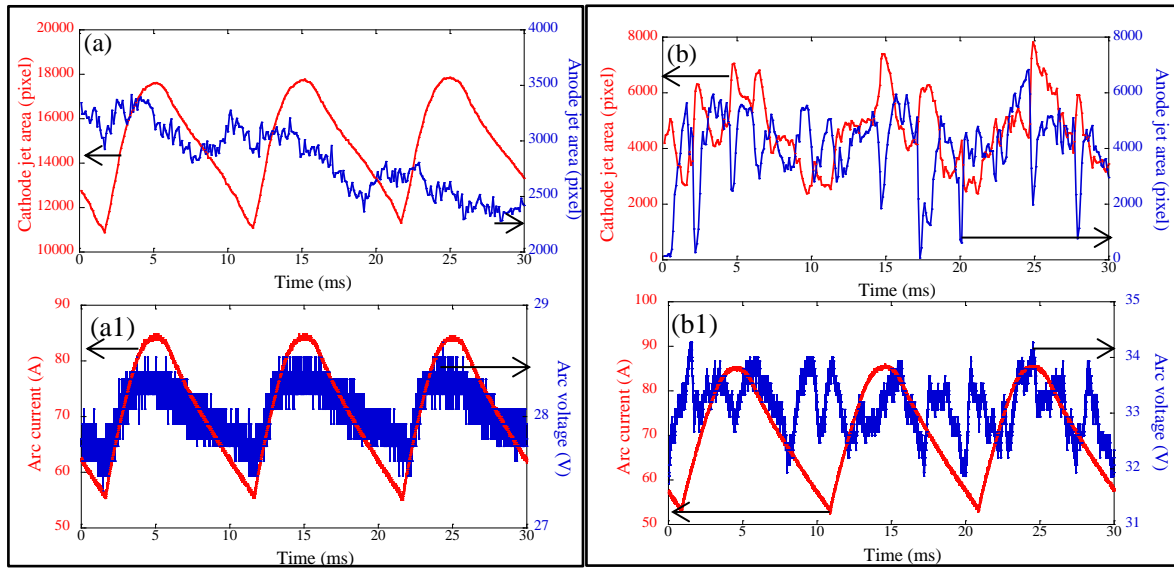 (a)
Cathode jet area (pixel)
20000
18000
16000
14000
12000
10000
Anode jet area (pixel)
4000
3500
3000
2500
2000
0 5 10 15 20 25 30
Time (ms)
(b)
Cathode jet area (pixel)
8000
6000
4000
2000
0
Anode jet area (pixel)
8000
6000
4000
2000
0
0 5 10 15 20 25 30
Time (ms)
(a1)
Arc current (A)
90
80
70
60
50
Arc voltage (V)
29
28
27
0 5 10 15 20 25 30
Time (ms)
(b1)
Arc current (A)
100
90
80
70
60
50
Arc voltage (V)
35
34
33
32
31
0 5 10 15 20 25 30
Time (ms)